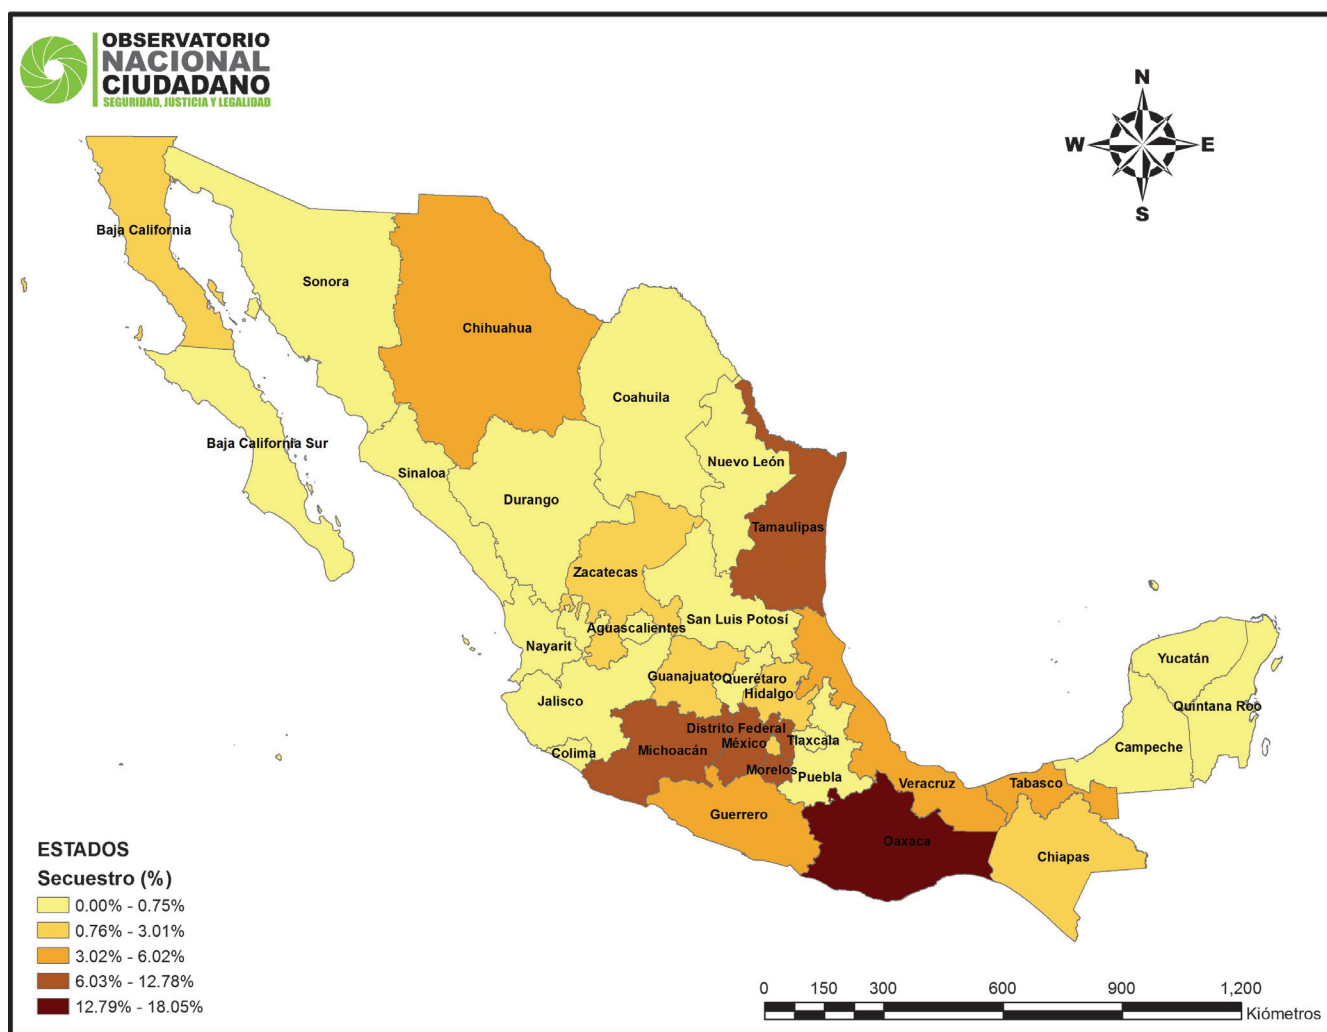 OBSERVATORIO
NACIONAL
CIUDADANO
SEGURIDAD, JUSTICIA Y LEGALIDAD
N
W
E
S
Baja California
Sonora
Chihuahua
Coahuila
Baja California Sur
Sinaloa
Nuevo León
Durango
Tamaulipas
Zacatecas
San Luis Potosí
Aguascalientes
Nayarit
Yucatán
Guanajuato
Querétaro
Hidalgo
Jalisco
Quintana Roo
Distrito Federal
México
Tlaxcala
Michoacán
Colima
Campeche
Morelos
Puebla
Veracruz
Tabasco
Guerrero
Oaxaca
Chiapas
ESTADOS
Secuestro (%)
0.00% - 0.75%
0.76% - 3.01%
3.02% - 6.02%
6.03% - 12.78%
12.79% - 18.05%
0 150 300 600 900 1,200
Kiómetros